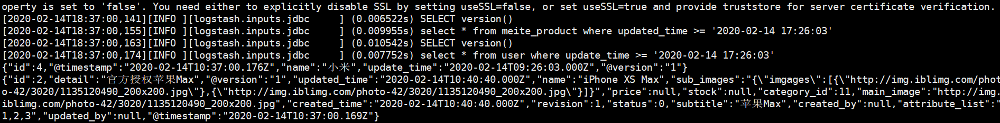 operty is set to 'false'. You need either to explicitly disable SSL by setting useSSL=false, or set useSSL=true and provide truststore for server certificate verification.
[2020-02-14T18:37:00,141][INFO ][logstash.inputs.jdbc     ] (0.006522s) SELECT version()
[2020-02-14T18:37:00,155][INFO ][logstash.inputs.jdbc     ] (0.009955s) select * from meite_product where updated_time >= '2020-02-14 17:26:03'
[2020-02-14T18:37:00,163][INFO ][logstash.inputs.jdbc     ] (0.010542s) SELECT version()
[2020-02-14T18:37:00,174][INFO ][logstash.inputs.jdbc     ] (0.007752s) select * from user where update_time >= '2020-02-14 17:26:03'
{"id":4,"@timestamp":"2020-02-14T10:37:00.176Z","name":"小米","update_time":"2020-02-14T09:26:03.000Z","@version":"1"}
{"id":2,"detail":"官方授权苹果Max","@version":"1","updated_time":"2020-02-14T10:40:40.000Z","name":"iPhone XS Max","sub_images":"{\"imgages\":[{\"http://img.iblimg.com/phot
o-42/3020/1135120490_200x200.jpg\"},{\"http://img.iblimg.com/photo-42/3020/1135120490_200x200.jpg\"}]}","price":null,"stock":null,"category_id":11,"main_image":"http://img.
iblimg.com/photo-42/3020/1135120490_200x200.jpg","created_time":"2020-02-14T10:40:40.000Z","revision":1,"status":0,"subtitle":"苹果Max","created_by":null,"attribute_list":"
1,2,3","updated_by":null,"@timestamp":"2020-02-14T10:37:00.169Z"}